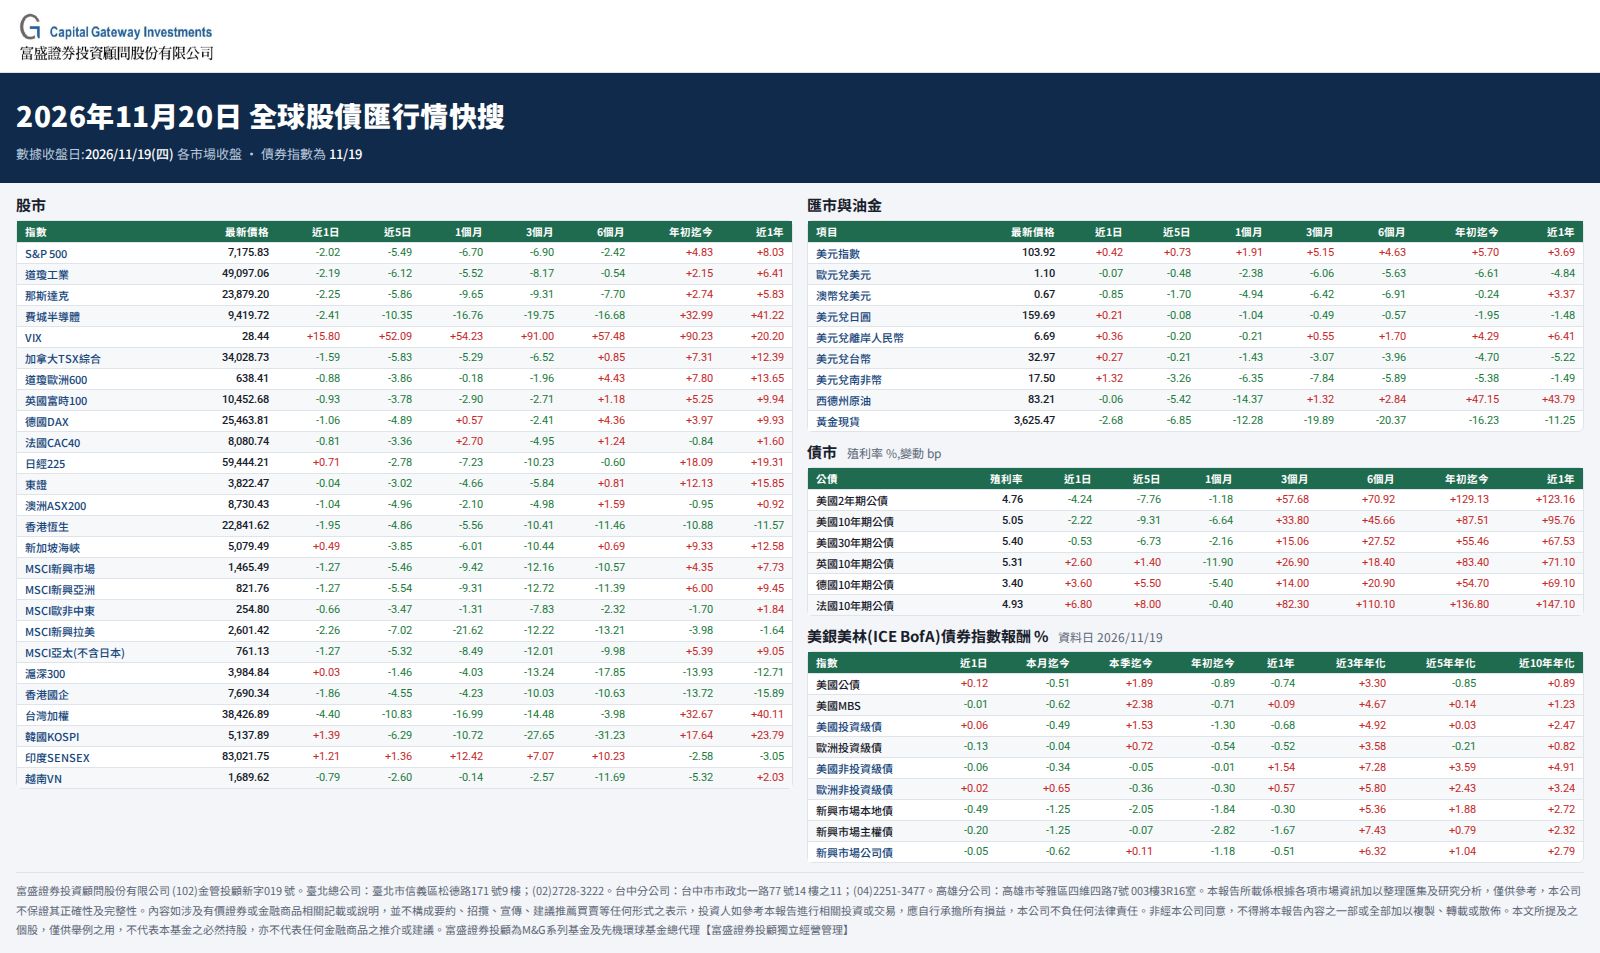 Capital Gateway Investments
富盛證券投資顧問股份有限公司
2026年11月20日 全球股債匯行情快搜
數據收盤日:2026/11/19(四) 各市場收盤 ・ 債券指數為 11/19
股市
指數 最新價格 近1日 近5日 1個月 3個月 6個月 年初迄今 近1年
S&P 500 7,175.83 -2.02 -5.49 -6.70 -6.90 -2.42 +4.83 +8.03
道瓊工業 49,097.06 -2.19 -6.12 -5.52 -8.17 -0.54 +2.15 +6.41
那斯達克 23,879.20 -2.25 -5.86 -9.65 -9.31 -7.70 +2.74 +5.83
費城半導體 9,419.72 -2.41 -10.35 -16.76 -19.75 -16.68 +32.99 +41.22
VIX 28.44 +15.80 +52.09 +54.23 +91.00 +57.48 +90.23 +20.20
加拿大TSX綜合 34,028.73 -1.59 -5.83 -5.29 -6.52 +0.85 +7.31 +12.39
道瓊歐洲600 638.41 -0.88 -3.86 -0.18 -1.96 +4.43 +7.80 +13.65
英國富時100 10,452.68 -0.93 -3.78 -2.90 -2.71 +1.18 +5.25 +9.94
德國DAX 25,463.81 -1.06 -4.89 +0.57 -2.41 +4.36 +3.97 +9.93
法國CAC40 8,080.74 -0.81 -3.36 +2.70 -4.95 +1.24 -0.84 +1.60
日經225 59,444.21 +0.71 -2.78 -7.23 -10.23 -0.60 +18.09 +19.31
東證 3,822.47 -0.04 -3.02 -4.66 -5.84 +0.81 +12.13 +15.85
澳洲ASX200 8,730.43 -1.04 -4.96 -2.10 -4.98 +1.59 -0.95 +0.92
香港恆生 22,841.62 -1.95 -4.86 -5.56 -10.41 -11.46 -10.88 -11.57
新加坡海峽 5,079.49 +0.49 -3.85 -6.01 -10.44 +0.69 +9.33 +12.58
MSCI新興市場 1,465.49 -1.27 -5.46 -9.42 -12.16 -10.57 +4.35 +7.73
MSCI新興亞洲 821.76 -1.27 -5.54 -9.31 -12.72 -11.39 +6.00 +9.45
MSCI歐非中東 254.80 -0.66 -3.47 -1.31 -7.83 -2.32 -1.70 +1.84
MSCI新興拉美 2,601.42 -2.26 -7.02 -21.62 -12.22 -13.21 -3.98 -1.64
MSCI亞太(不含日本) 761.13 -1.27 -5.32 -8.49 -12.01 -9.98 +5.39 +9.05
滬深300 3,984.84 +0.03 -1.46 -4.03 -13.24 -17.85 -13.93 -12.71
香港國企 7,690.34 -1.86 -4.55 -4.23 -10.03 -10.63 -13.72 -15.89
台灣加權 38,426.89 -4.40 -10.83 -16.99 -14.48 -3.98 +32.67 +40.11
韓國KOSPI 5,137.89 +1.39 -6.29 -10.72 -27.65 -31.23 +17.64 +23.79
印度SENSEX 83,021.75 +1.21 +1.36 +12.42 +7.07 +10.23 -2.58 -3.05
越南VN 1,689.62 -0.79 -2.60 -0.14 -2.57 -11.69 -5.32 +2.03
匯市與油金
項目 最新價格 近1日 近5日 1個月 3個月 6個月 年初迄今 近1年
美元指數 103.92 +0.42 +0.73 +1.91 +5.15 +4.63 +5.70 +3.69
歐元兌美元 1.10 -0.07 -0.48 -2.38 -6.06 -5.63 -6.61 -4.84
澳幣兌美元 0.67 -0.85 -1.70 -4.94 -6.42 -6.91 -0.24 +3.37
美元兌日圓 159.69 +0.21 -0.08 -1.04 -0.49 -0.57 -1.95 -1.48
美元兌離岸人民幣 6.69 +0.36 -0.20 -0.21 +0.55 +1.70 +4.29 +6.41
美元兌台幣 32.97 +0.27 -0.21 -1.43 -3.07 -3.96 -4.70 -5.22
美元兌南非幣 17.50 +1.32 -3.26 -6.35 -7.84 -5.89 -5.38 -1.49
西德州原油 83.21 -0.06 -5.42 -14.37 +1.32 +2.84 +47.15 +43.79
黃金現貨 3,625.47 -2.68 -6.85 -12.28 -19.89 -20.37 -16.23 -11.25
債市 殖利率 %,變動 bp
公債 殖利率 近1日 近5日 1個月 3個月 6個月 年初迄今 近1年
美國2年期公債 4.76 -4.24 -7.76 -1.18 +57.68 +70.92 +129.13 +123.16
美國10年期公債 5.05 -2.22 -9.31 -6.64 +33.80 +45.66 +87.51 +95.76
美國30年期公債 5.40 -0.53 -6.73 -2.16 +15.06 +27.52 +55.46 +67.53
英國10年期公債 5.31 +2.60 +1.40 -11.90 +26.90 +18.40 +83.40 +71.10
德國10年期公債 3.40 +3.60 +5.50 -5.40 +14.00 +20.90 +54.70 +69.10
法國10年期公債 4.93 +6.80 +8.00 -0.40 +82.30 +110.10 +136.80 +147.10
美銀美林(ICE BofA)債券指數報酬 % 資料日 2026/11/19
指數 近1日 本月迄今 本季迄今 年初迄今 近1年 近3年年化 近5年年化 近10年年化
美國公債 +0.12 -0.51 +1.89 -0.89 -0.74 +3.30 -0.85 +0.89
美國MBS -0.01 -0.62 +2.38 -0.71 +0.09 +4.67 +0.14 +1.23
美國投資級債 +0.06 -0.49 +1.53 -1.30 -0.68 +4.92 +0.03 +2.47
歐洲投資級債 -0.13 -0.04 +0.72 -0.54 -0.52 +3.58 -0.21 +0.82
美國非投資級債 -0.06 -0.34 -0.05 -0.01 +1.54 +7.28 +3.59 +4.91
歐洲非投資級債 +0.02 +0.65 -0.36 -0.30 +0.57 +5.80 +2.43 +3.24
新興市場本地債 -0.49 -1.25 -2.05 -1.84 -0.30 +5.36 +1.88 +2.72
新興市場主權債 -0.20 -1.25 -0.07 -2.82 -1.67 +7.43 +0.79 +2.32
新興市場公司債 -0.05 -0.62 +0.11 -1.18 -0.51 +6.32 +1.04 +2.79
富盛證券投資顧問股份有限公司 (102)金管投顧新字019 號。臺北總公司：臺北市信義區松德路171 號9 樓；(02)2728-3222。台中分公司：台中市市政北一路77 號14 樓之11；(04)2251-3477。高雄分公司：高雄市苓雅區四維四路7號 003樓3R16室。本報告所載係根據各項市場資訊加以整理匯集及研究分析，僅供參考，本公司
不保證其正確性及完整性。內容如涉及有價證券或金融商品相關記載或說明，並不構成要約、招攬、宣傳、建議推薦買賣等任何形式之表示，投資人如參考本報告進行相關投資或交易，應自行承擔所有損益，本公司不負任何法律責任。非經本公司同意，不得將本報告內容之一部或全部加以複製、轉載或散佈。本文所提及之
個股，僅供舉例之用，不代表本基金之必然持股，亦不代表任何金融商品之推介或建議。富盛證券投顧為M&G系列基金及先機環球基金總代理【富盛證券投顧獨立經營管理】